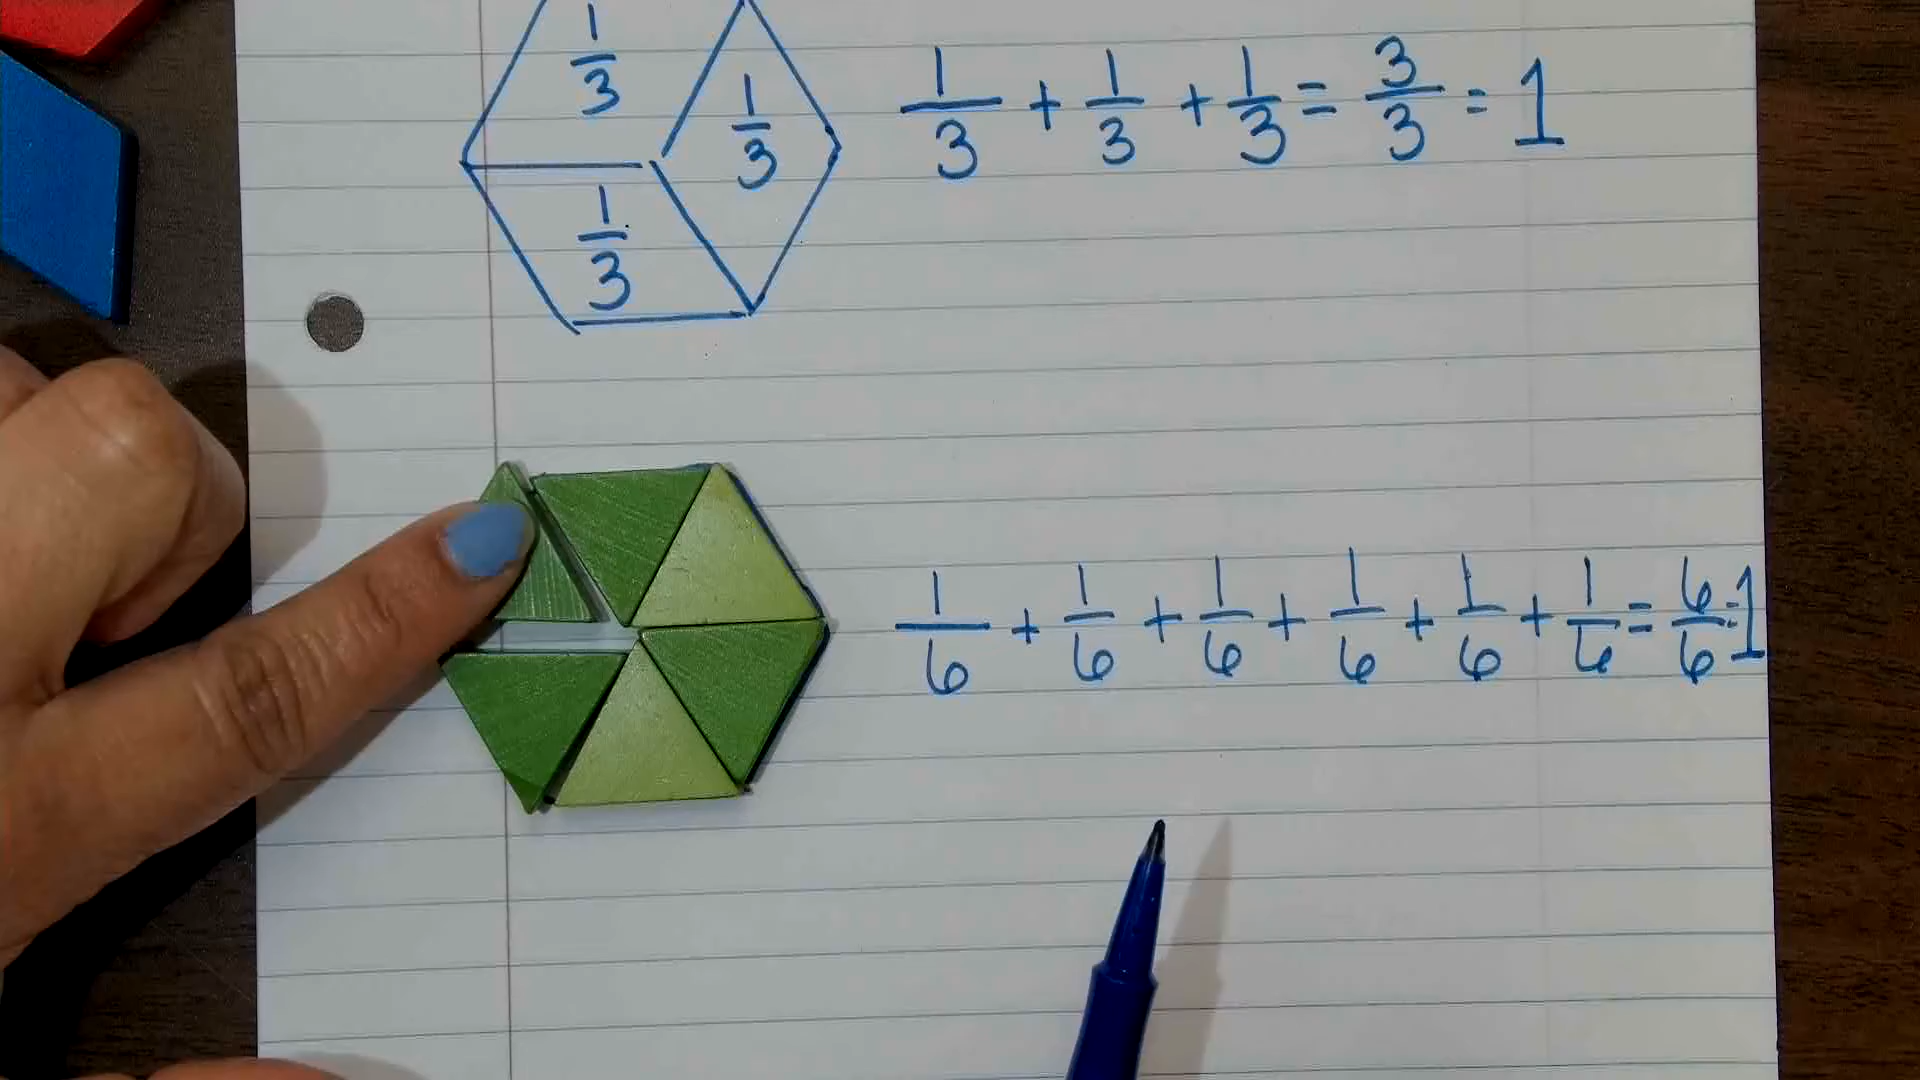 1/3
1/3
1/3
1/3 + 1/3 + 1/3 = 3/3 = 1
1/6 + 1/6 + 1/6 + 1/6 + 1/6 + 1/6 = 6/6 = 1